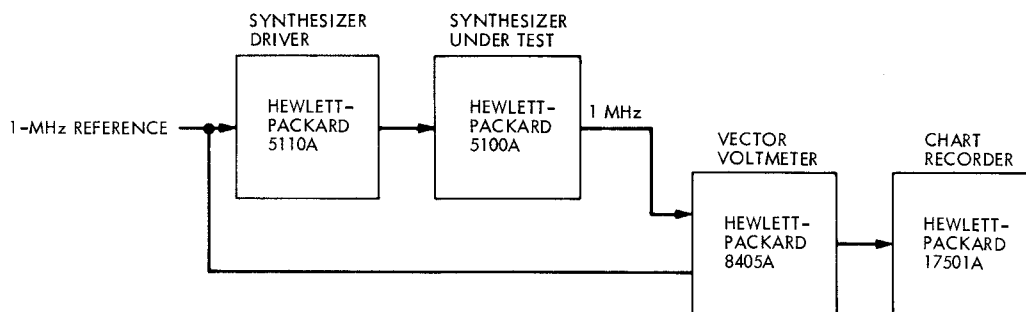 SYNTHESIZER
DRIVER
SYNTHESIZER
UNDER TEST
1-MHz REFERENCE
HEWLETT-
PACKARD
5110A
HEWLETT-
PACKARD
5100A
1 MHz
VECTOR
VOLTMETER
CHART
RECORDER
HEWLETT-
PACKARD
8405A
HEWLETT-
PACKARD
17501A